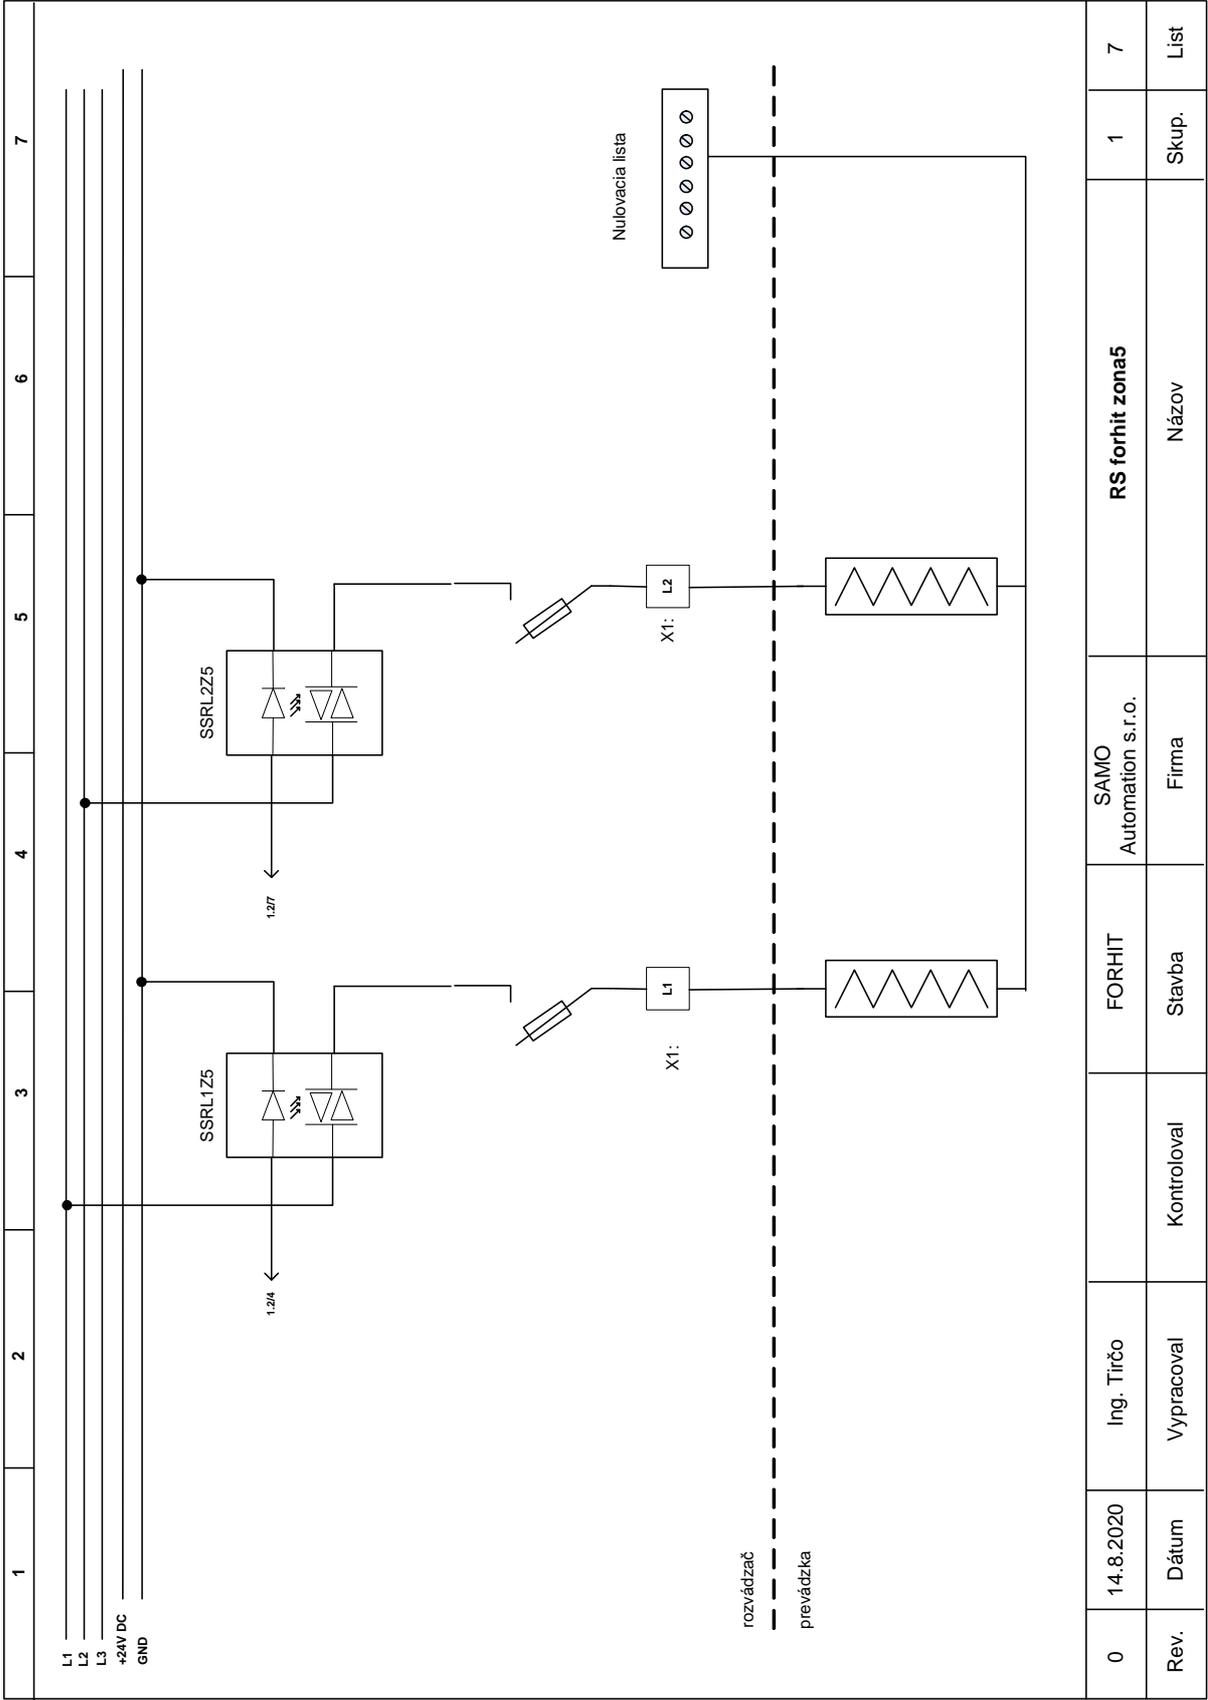 1 2 3 4 5 6 7
L1
L2
L3
+24V DC
GND
SSRL1Z5
SSRL2Z5
1.2/4
1.2/7
Nulovacia lista
X1:
L1
X1:
L2
rozvádzač
prevádzka
0 14.8.2020 Ing. Tirčo FORHIT SAMO
Automation s.r.o. RS forhit zona5 1 7
Rev. Dátum Vypracoval Kontroloval Stavba Firma Názov Skup. List